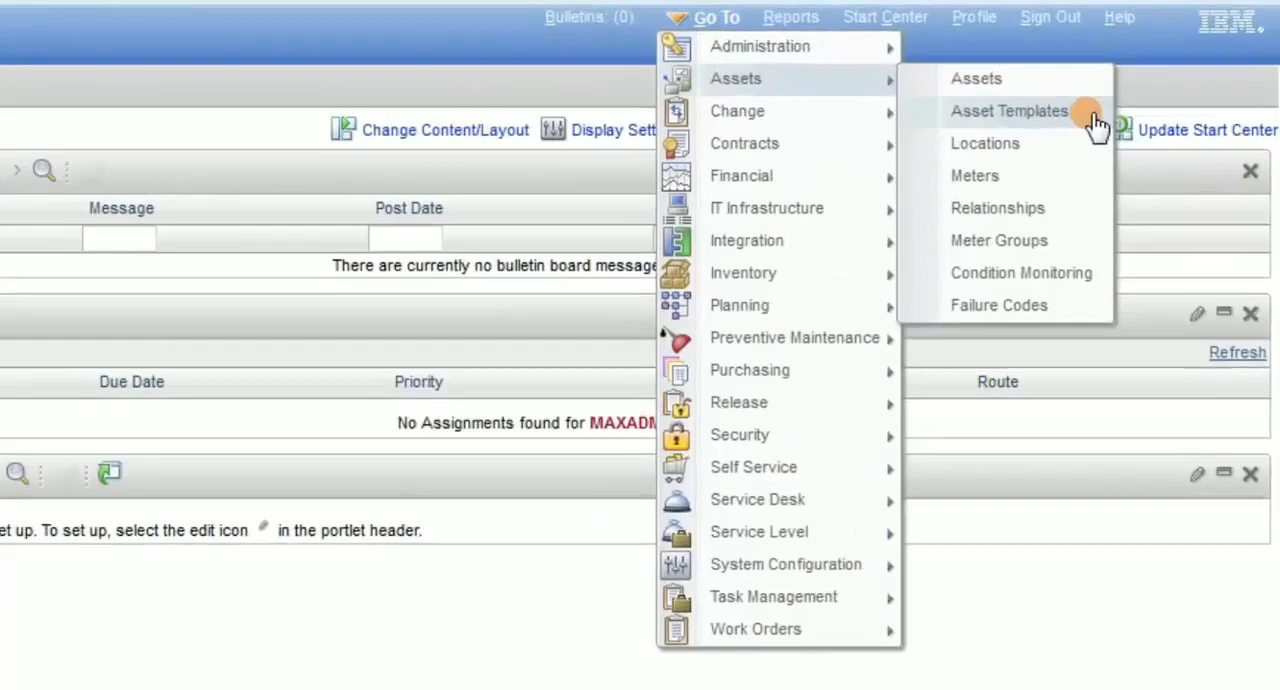 Bulletins: (0) Go To Reports Start Center Profile Sign Out Help IBM.
Administration
Assets
Change
Contracts
Financial
IT Infrastructure
Integration
Inventory
Planning
Preventive Maintenance
Purchasing
Release
Security
Self Service
Service Desk
Service Level
System Configuration
Task Management
Work Orders
Assets
Asset Templates
Locations
Meters
Relationships
Meter Groups
Condition Monitoring
Failure Codes
Change Content/Layout Display Sett Update Start Center
Message Post Date
There are currently no bulletin board message
Refresh
Due Date Priority Route
No Assignments found for MAXADM
et up. To set up, select the edit icon in the portlet header.